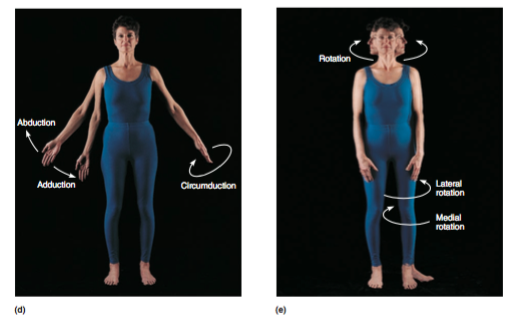 Abduction
Adduction
Circumduction
(d)
Rotation
Lateral
rotation
Medial
rotation
(e)